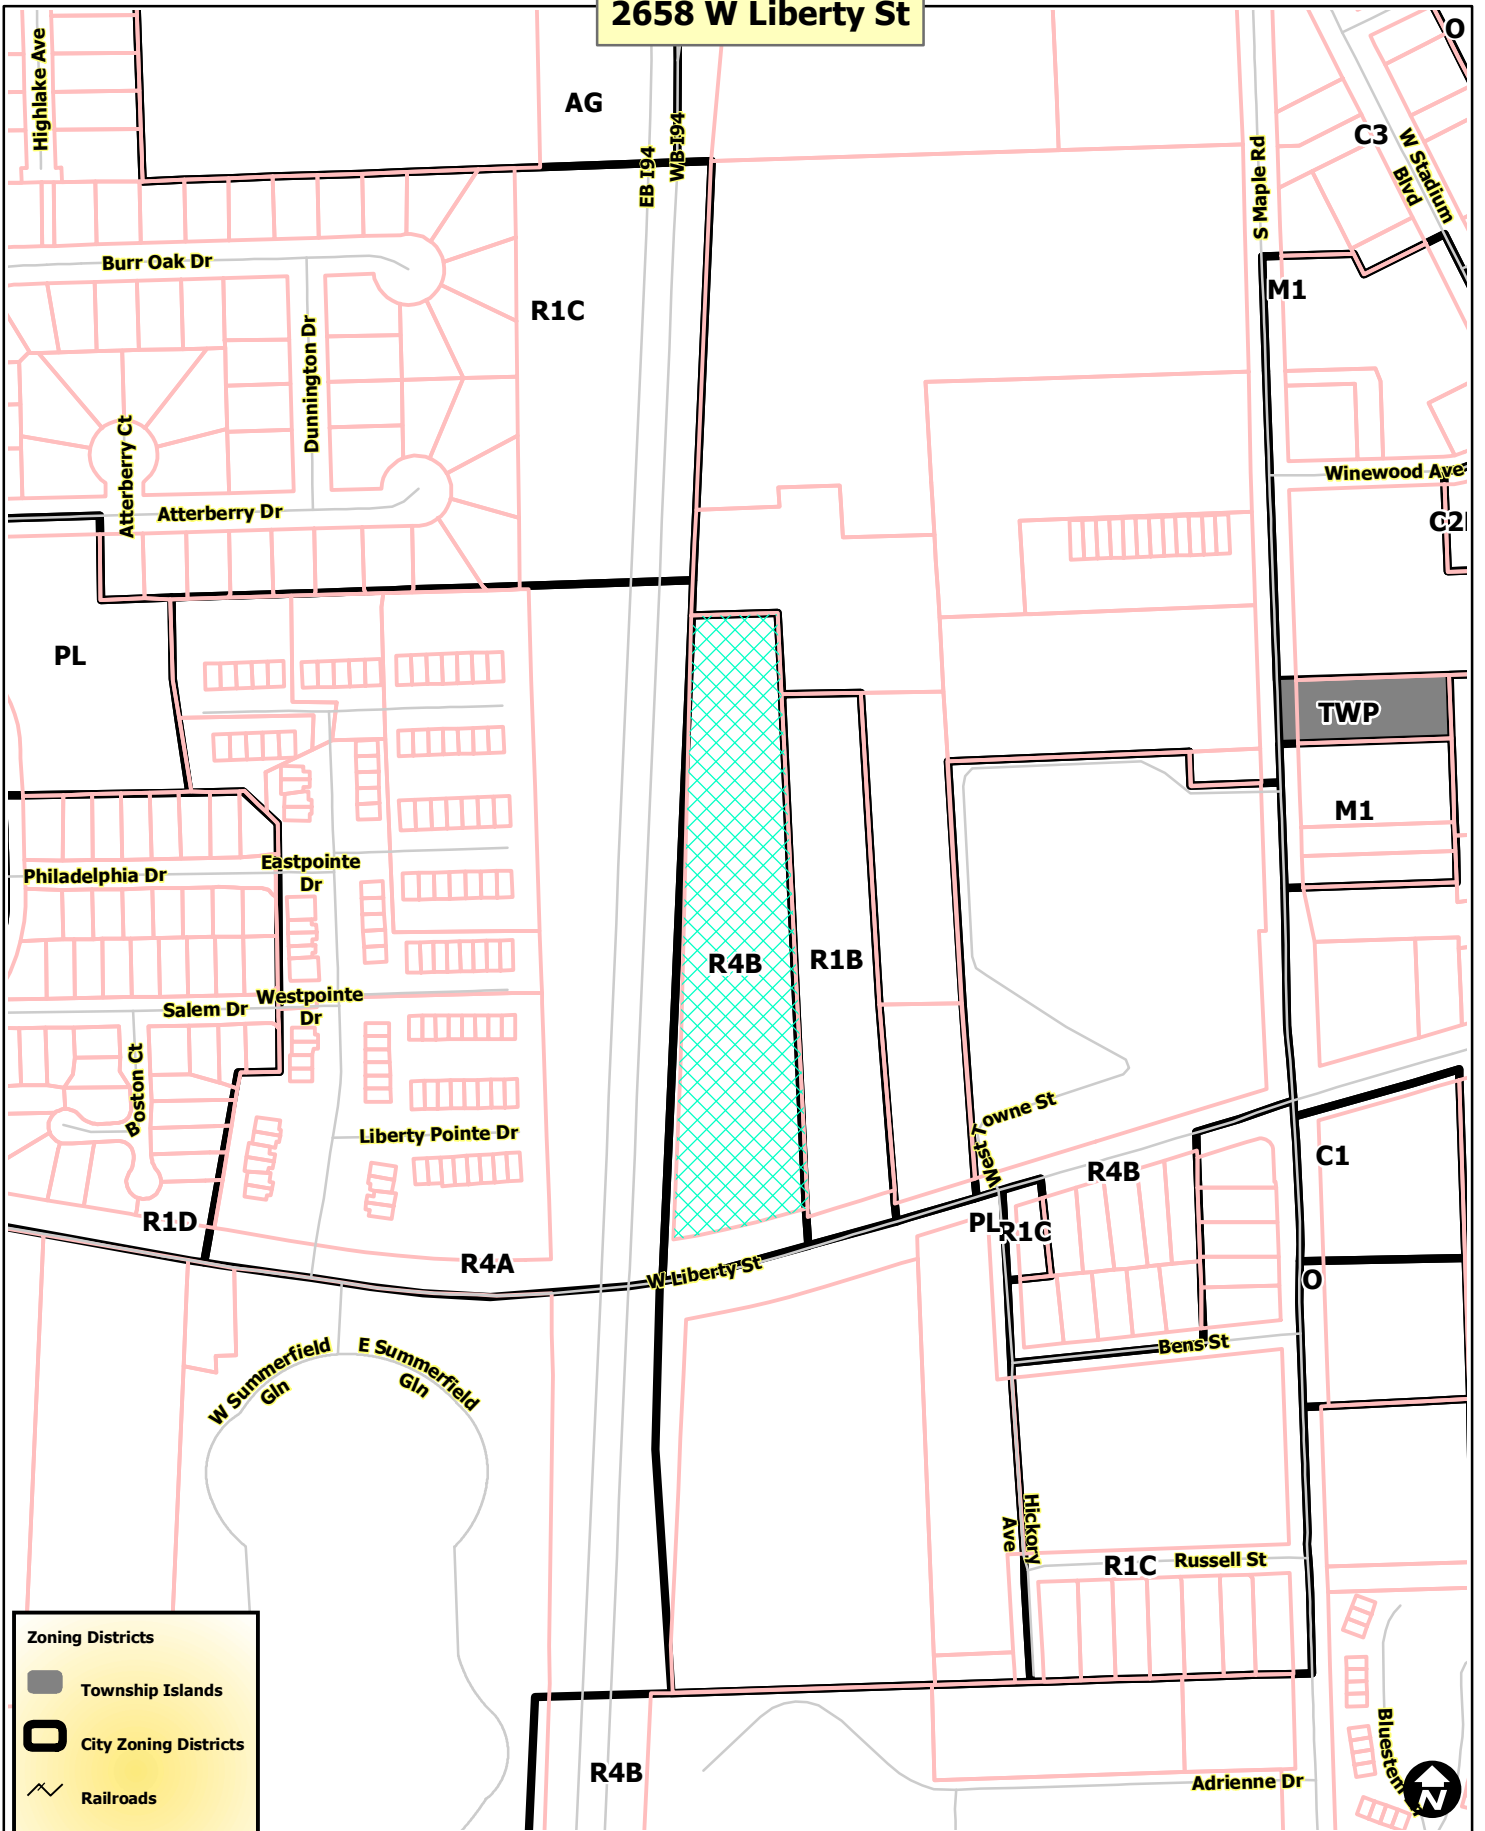 2658 W Liberty St
Highlake Ave
AG
EB I94
WB I94
S Maple Rd
O
C3
W Stadium
Blvd
M1
Burr Oak Dr
Dunnington Dr
R1C
Atterberry Ct
Atterberry Dr
Winewood Ave
PL
TWP
M1
Philadelphia Dr
Eastpointe
Dr
R4B
R1B
Salem Dr
Westpointe
Dr
Boston Ct
Liberty Pointe Dr
West Towne St
R1D
R4A
W Liberty St
PL
R1C
R4B
C1
O
Bens St
W Summerfield
Gln
E Summerfield
Gln
Hickory
Ave
R1C
Russell St
R4B
Adrienne Dr
Zoning Districts
Township Islands
City Zoning Districts
Railroads
N